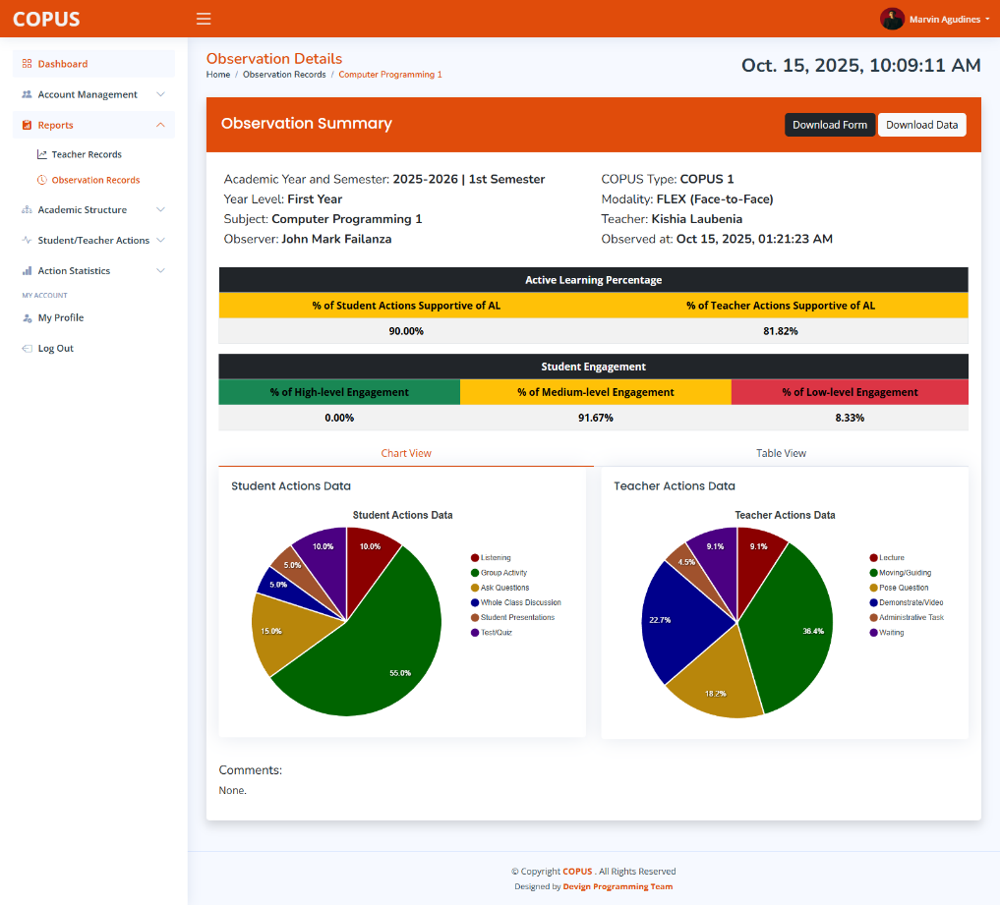 COPUS
Marvin Agudines
Dashboard
Account Management
Reports
Teacher Records
Observation Records
Academic Structure
Student/Teacher Actions
Action Statistics
MY ACCOUNT
My Profile
Log Out
Observation Details
Home / Observation Records / Computer Programming 1
Oct. 15, 2025, 10:09:11 AM
Observation Summary
Download Form
Download Data
Academic Year and Semester: 2025-2026 | 1st Semester
Year Level: First Year
Subject: Computer Programming 1
Observer: John Mark Failanza
COPUS Type: COPUS 1
Modality: FLEX (Face-to-Face)
Teacher: Kishia Laubenia
Observed at: Oct 15, 2025, 01:21:23 AM
Active Learning Percentage
% of Student Actions Supportive of AL % of Teacher Actions Supportive of AL
90.00% 81.82%
Student Engagement
% of High-level Engagement % of Medium-level Engagement % of Low-level Engagement
0.00% 91.67% 8.33%
Chart View Table View
Student Actions Data
Student Actions Data
10.0%
55.0%
15.0%
5.0%
5.0%
10.0%
Listening
Group Activity
Ask Questions
Whole Class Discussion
Student Presentations
Test/Quiz
Teacher Actions Data
Teacher Actions Data
9.1%
36.4%
18.2%
22.7%
4.5%
9.1%
Lecture
Moving/Guiding
Pose Question
Demonstrate/Video
Administrative Task
Waiting
Comments:
None.
© Copyright COPUS . All Rights Reserved
Designed by Devign Programming Team